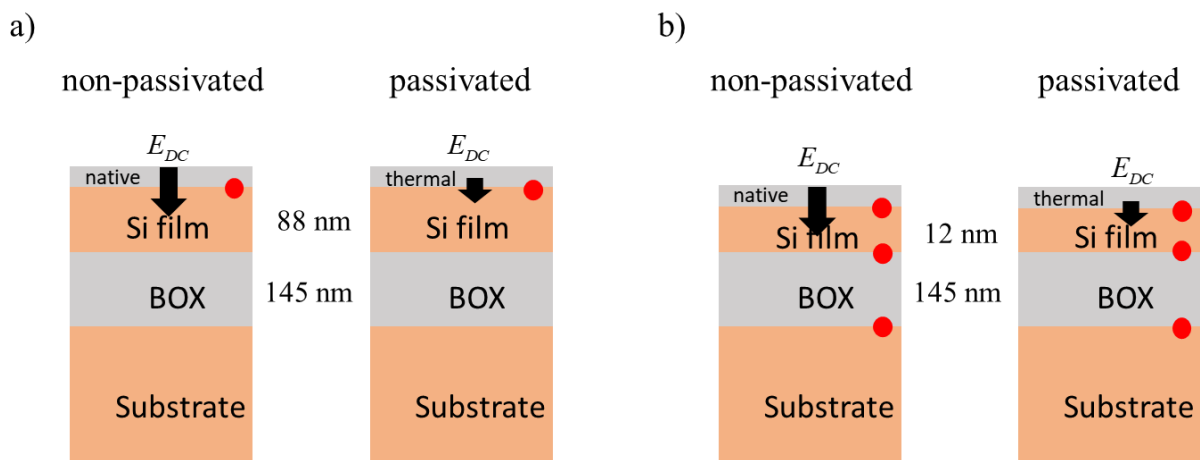 a)
non-passivated passivated
E_DC E_DC
native thermal
Si film 88 nm Si film
BOX 145 nm BOX
Substrate Substrate
b)
non-passivated passivated
E_DC E_DC
native thermal
Si film 12 nm Si film
BOX 145 nm BOX
Substrate Substrate